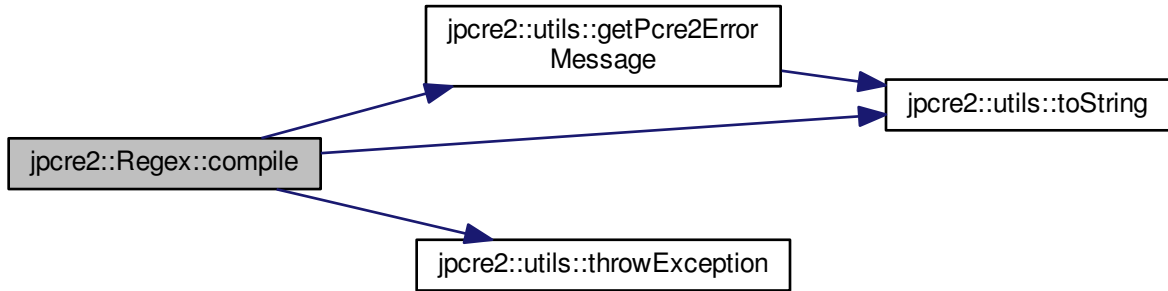 jpcre2::utils::getPcre2Error
Message
jpcre2::utils::toString
jpcre2::Regex::compile
jpcre2::utils::throwException